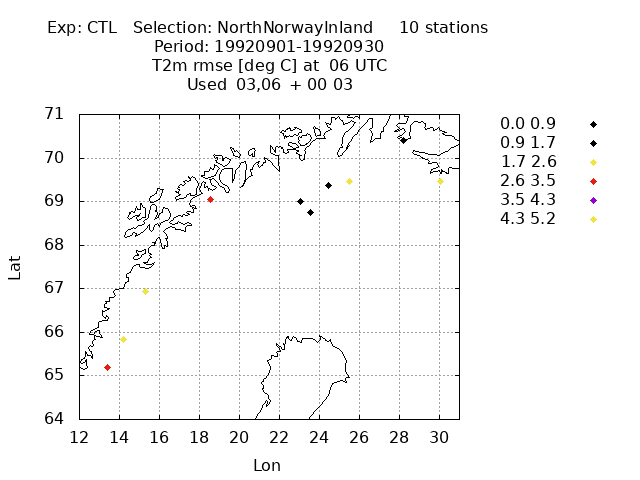 Exp: CTL   Selection: NorthNorwayInland     10 stations
Period: 19920901-19920930
T2m rmse [deg C] at  06 UTC
Used  03,06  + 00 03
71
70
69
68
67
66
65
64
12 14 16 18 20 22 24 26 28 30
Lat
Lon
0.0 0.9
0.9 1.7
1.7 2.6
2.6 3.5
3.5 4.3
4.3 5.2